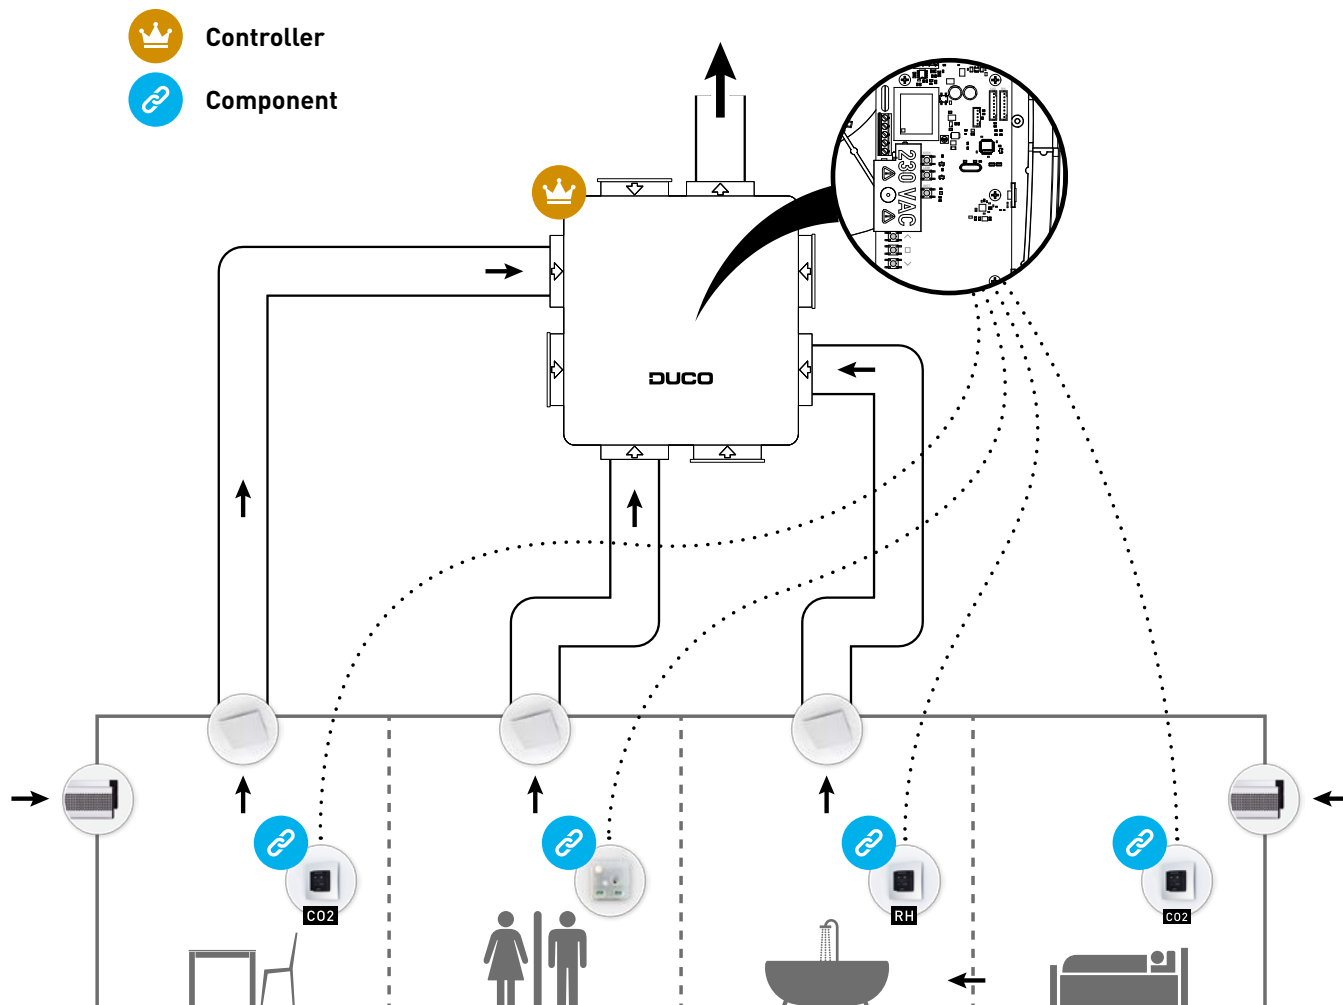 Controller
Component
230 VAC
DUCO
CO2
RH
CO2